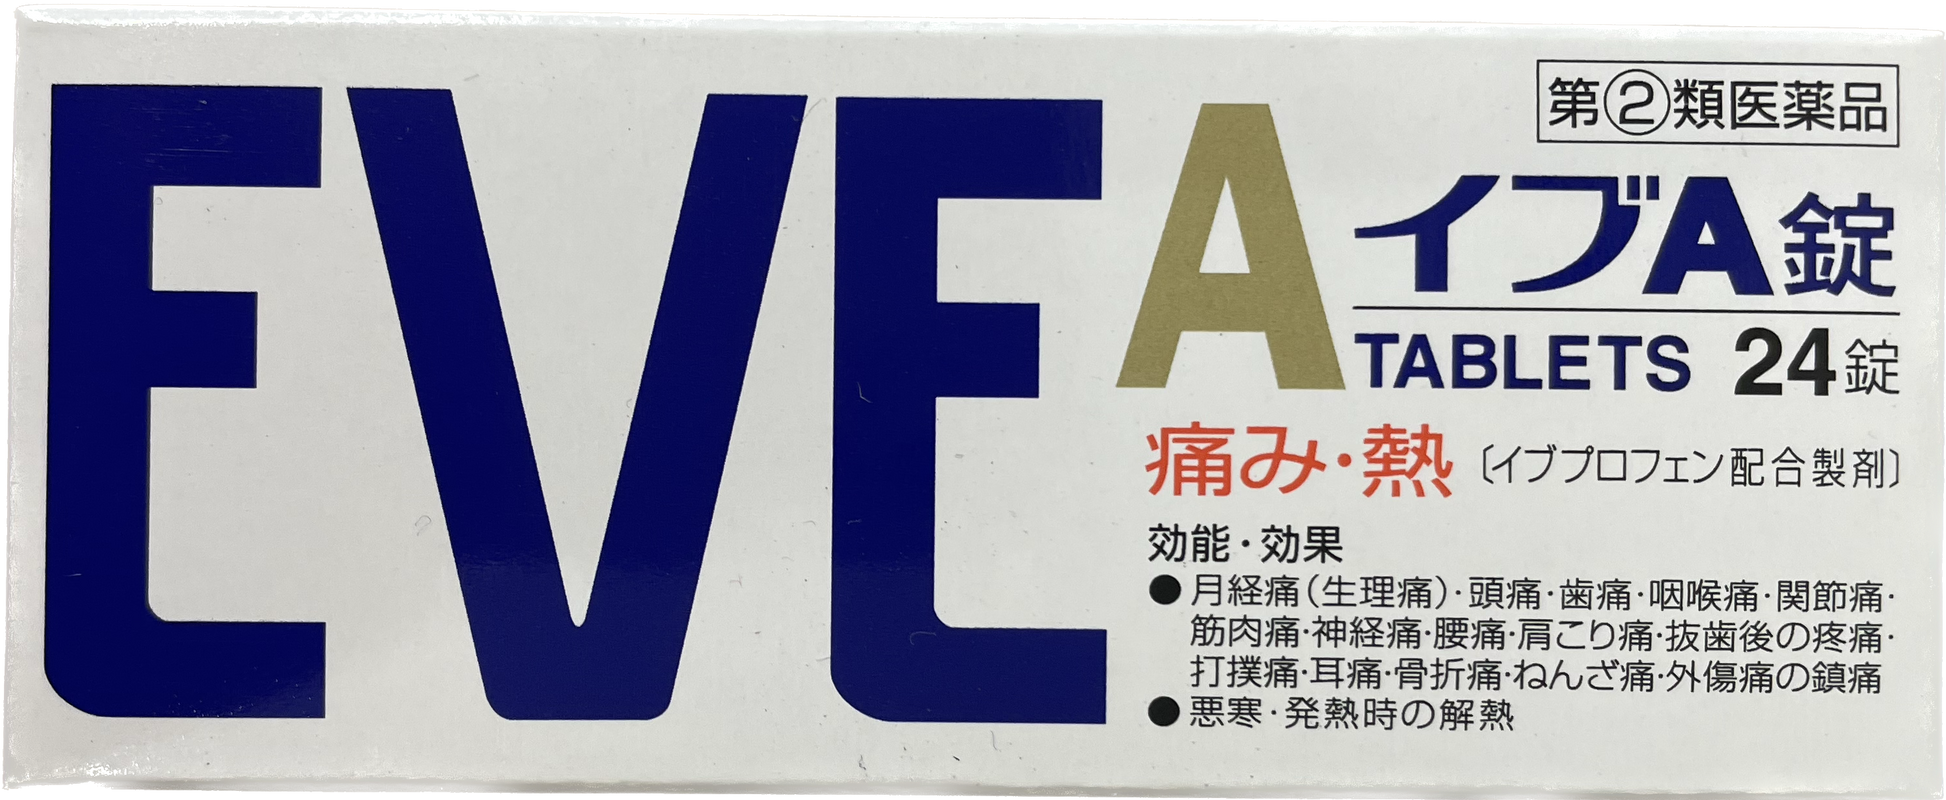 EVE A
第②類医薬品
イブA錠
TABLETS 24錠
痛み・熱〔イブプロフェン配合製剤〕
効能・効果
●月経痛(生理痛)・頭痛・歯痛・咽喉痛・関節痛・
筋肉痛・神経痛・腰痛・肩こり痛・抜歯後の疼痛・
打撲痛・耳痛・骨折痛・ねんざ痛・外傷痛の鎮痛
●悪寒・発熱時の解熱